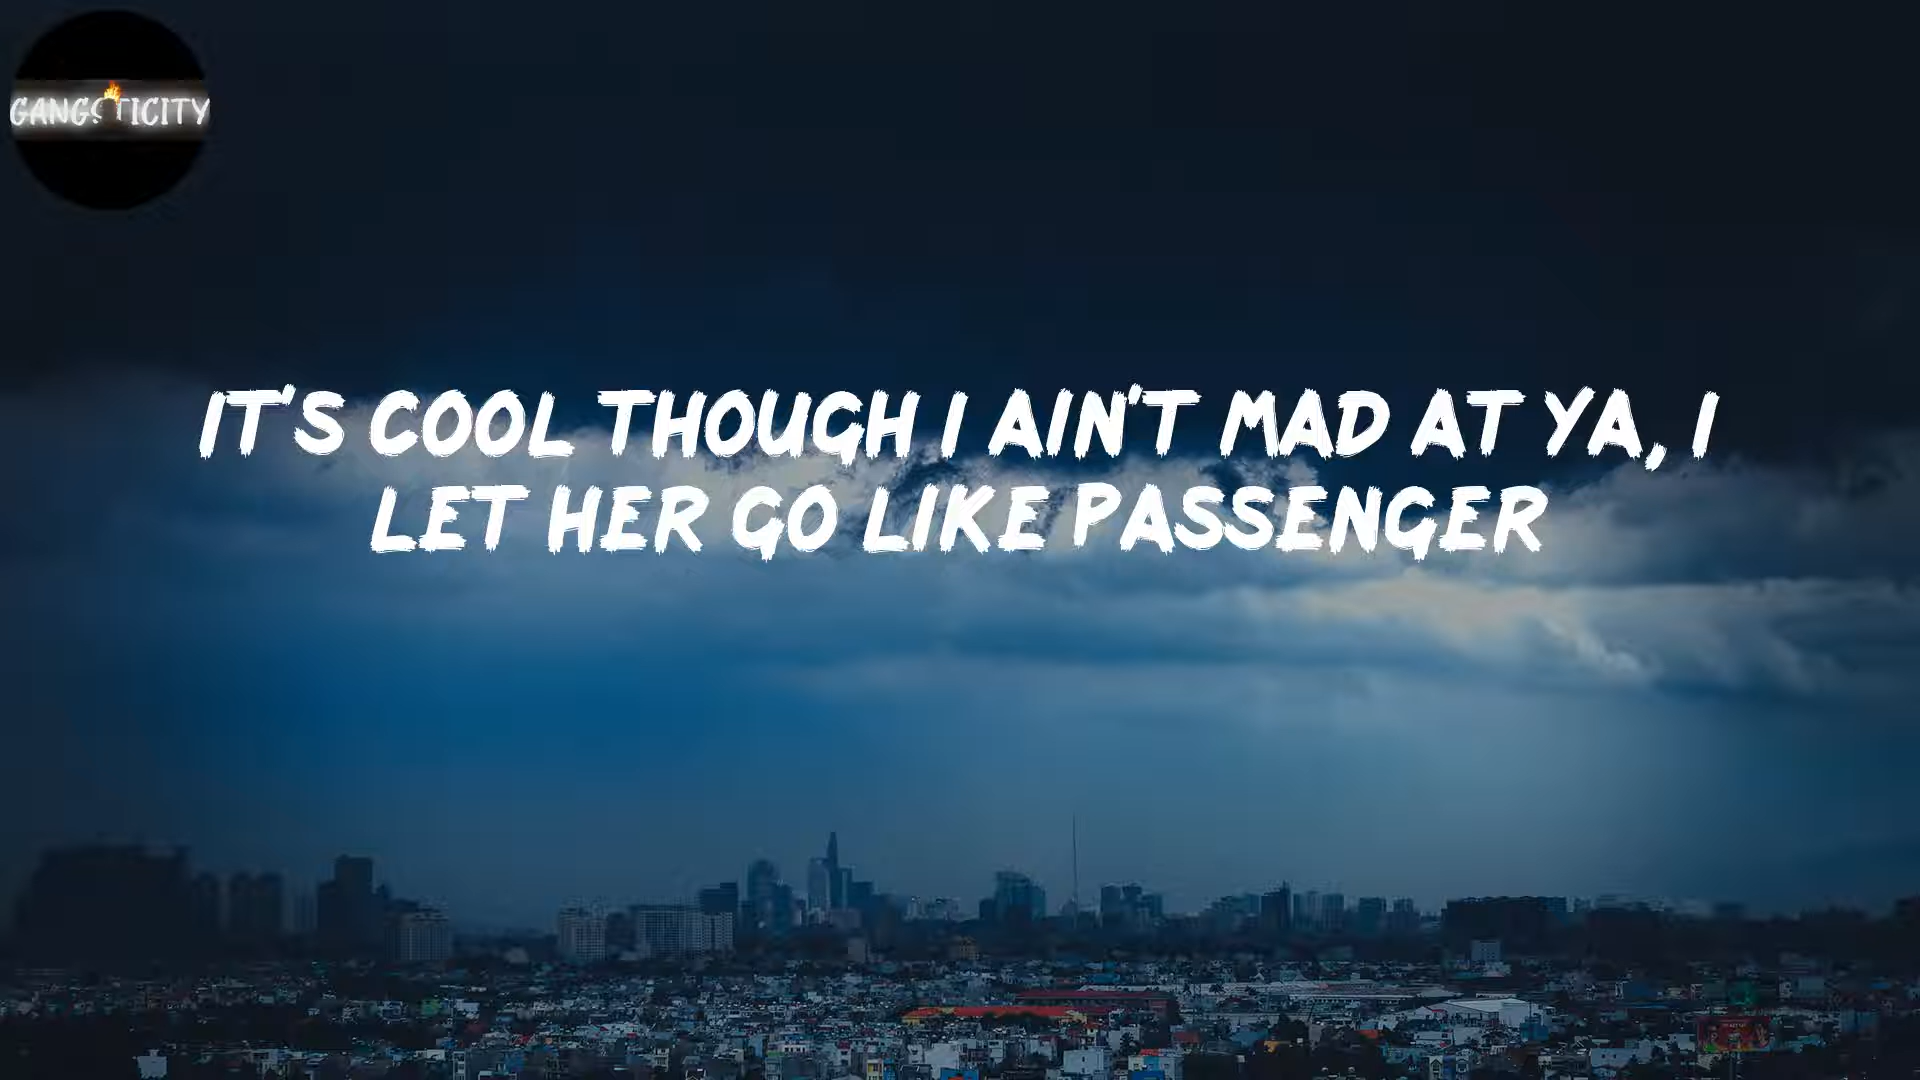 GANGSTICITY
IT'S COOL THOUGH I AIN'T MAD AT YA, I
LET HER GO LIKE PASSENGER